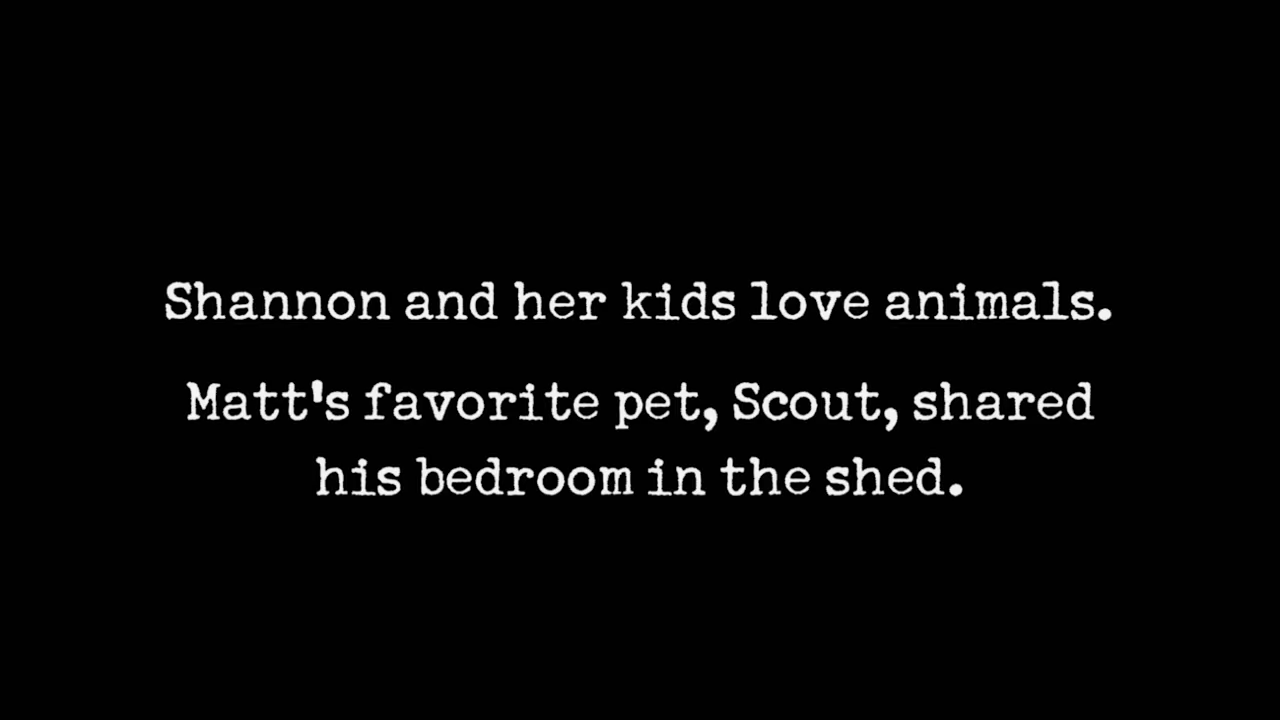 Shannon and her kids love animals.
Matt's favorite pet, Scout, shared
his bedroom in the shed.